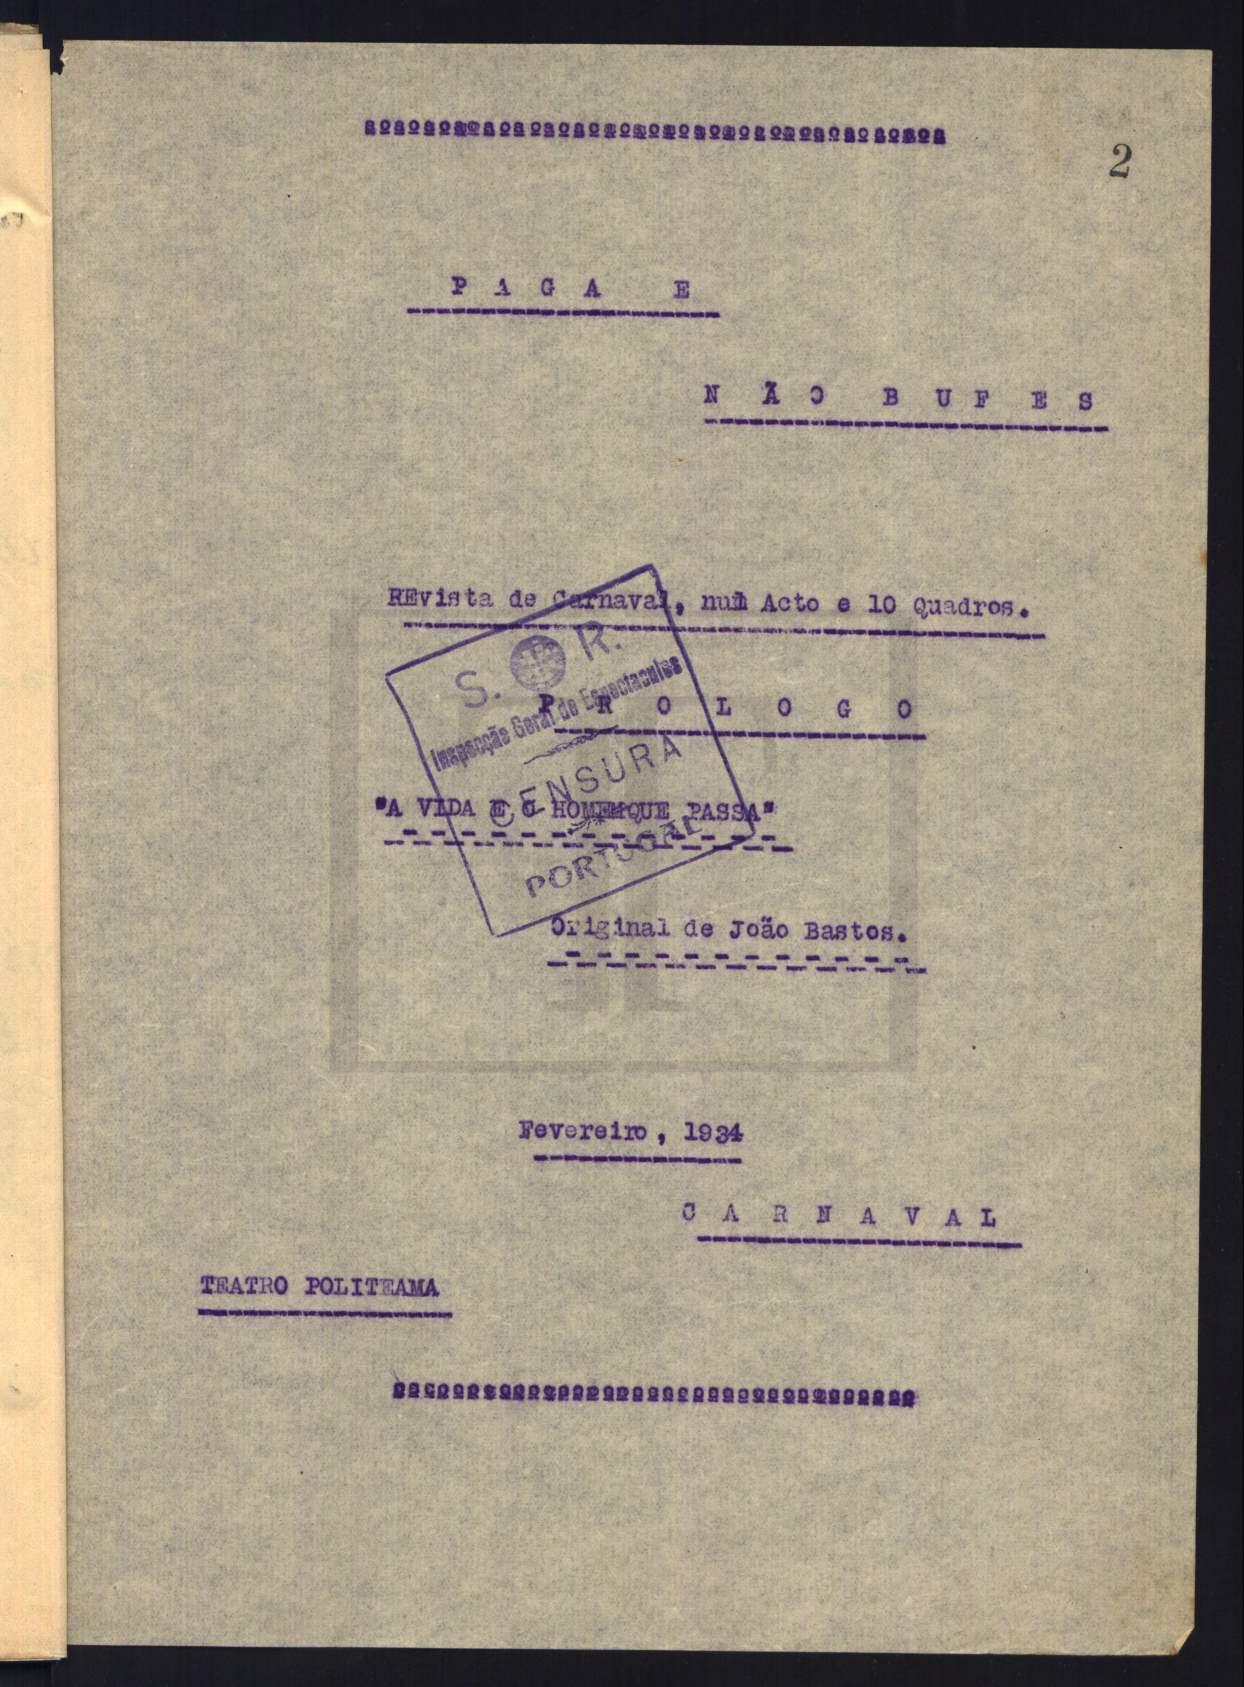 2
P A G A E
N Ã O B U F E S
REvista de Carnaval, num Acto e 10 Quadros.
S. R.
Inspecção Geral de Espectaculos
CENSURA
PORTUGAL
P R O L O G O
"A VIDA E O HOMEMQUE PASSA"
Original de João Bastos.
Fevereiro, 1934
C A R N A V A L
TEATRO POLITEAMA